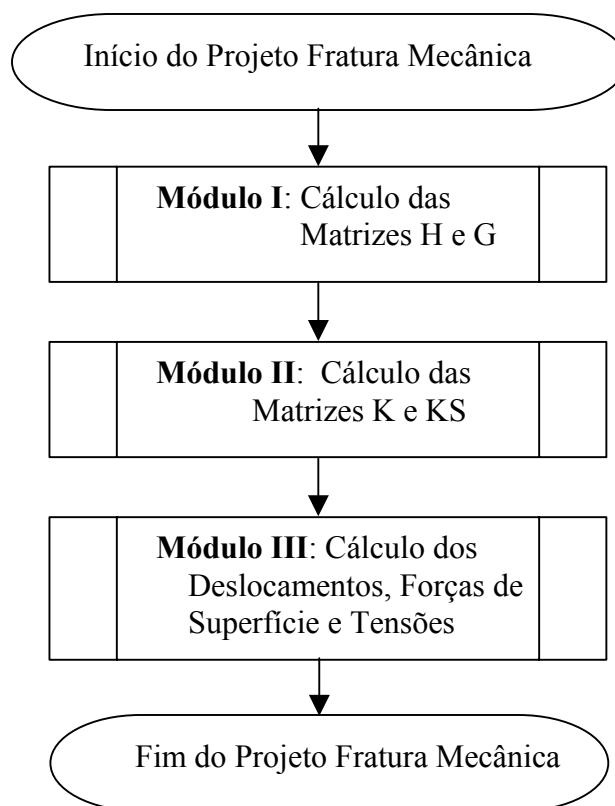 Início do Projeto Fratura Mecânica
Módulo I: Cálculo das
Matrizes H e G
Módulo II: Cálculo das
Matrizes K e KS
Módulo III: Cálculo dos
Deslocamentos, Forças de
Superfície e Tensões
Fim do Projeto Fratura Mecânica